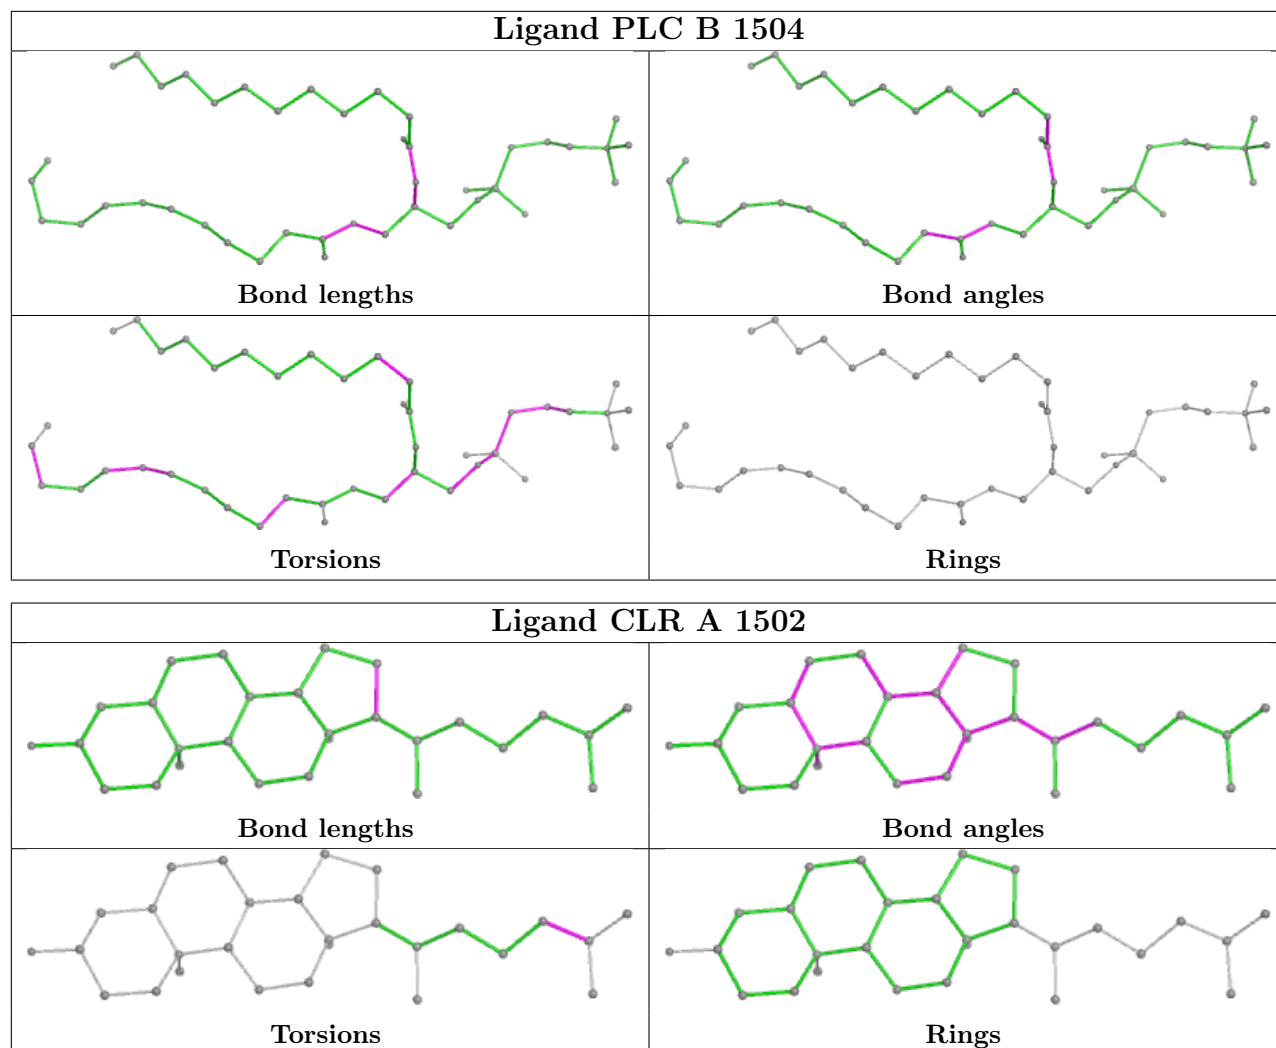 Ligand PLC B 1504
Bond lengths
Bond angles
Torsions
Rings
Ligand CLR A 1502
Bond lengths
Bond angles
Torsions
Rings